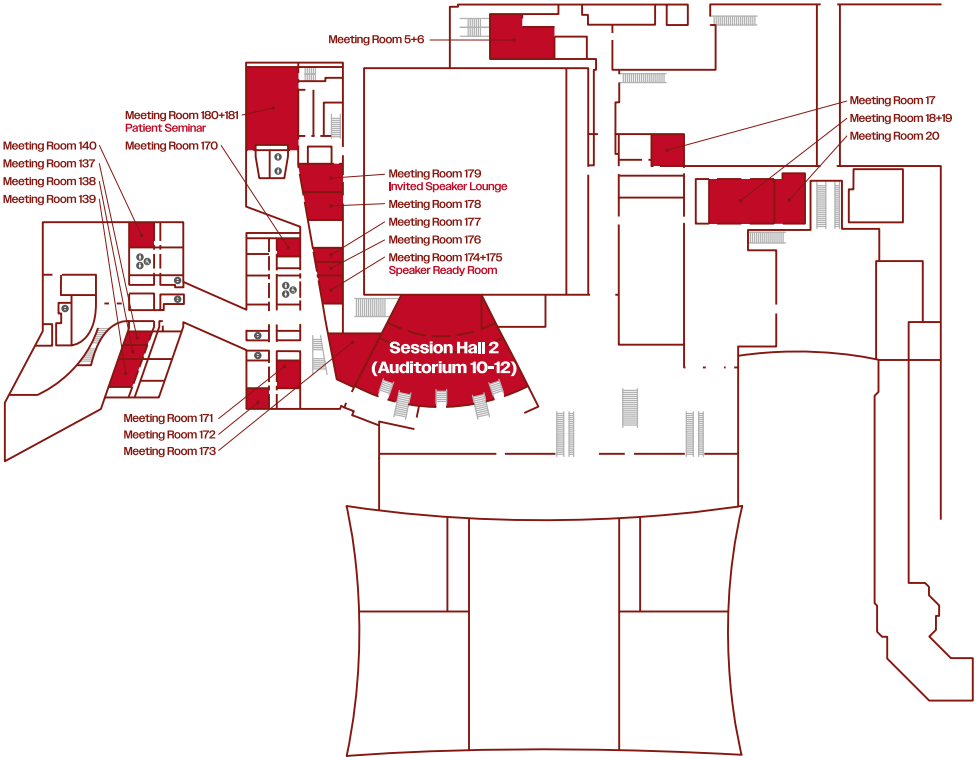 Meeting Room 5+6
Meeting Room 180+181
Patient Seminar
Meeting Room 170
Meeting Room 140
Meeting Room 137
Meeting Room 138
Meeting Room 139
Meeting Room 179
Invited Speaker Lounge
Meeting Room 178
Meeting Room 177
Meeting Room 176
Meeting Room 174+175
Speaker Ready Room
Meeting Room 17
Meeting Room 18+19
Meeting Room 20
Session Hall 2
(Auditorium 10-12)
Meeting Room 171
Meeting Room 172
Meeting Room 173